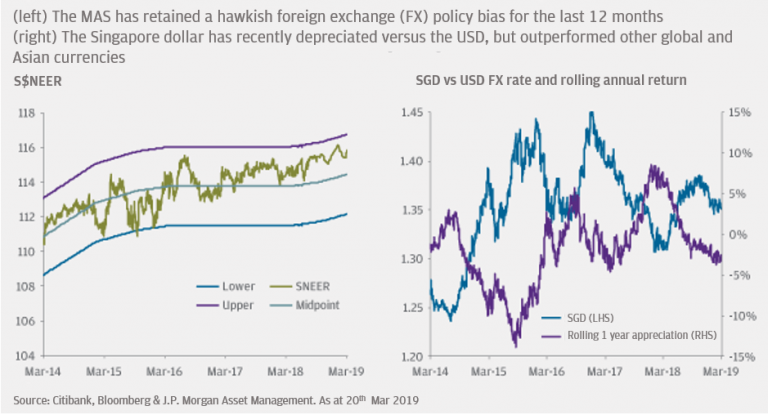 (left) The MAS has retained a hawkish foreign exchange (FX) policy bias for the last 12 months
(right) The Singapore dollar has recently depreciated versus the USD, but outperformed other global and
Asian currencies
S$NEER
118
116
114
112
110
108
106
104
Mar-14
Mar-15
Mar-16
Mar-17
Mar-18
Mar-19
Lower
SNEER
Upper
Midpoint
SGD vs USD FX rate and rolling annual return
1.45
1.40
1.35
1.30
1.25
1.20
15%
10%
5%
0%
-5%
-10%
-15%
Mar-14
Mar-15
Mar-16
Mar-17
Mar-18
Mar-19
SGD (LHS)
Rolling 1 year appreciation (RHS)
Source: Citibank, Bloomberg & J.P. Morgan Asset Management. As at 20th Mar 2019